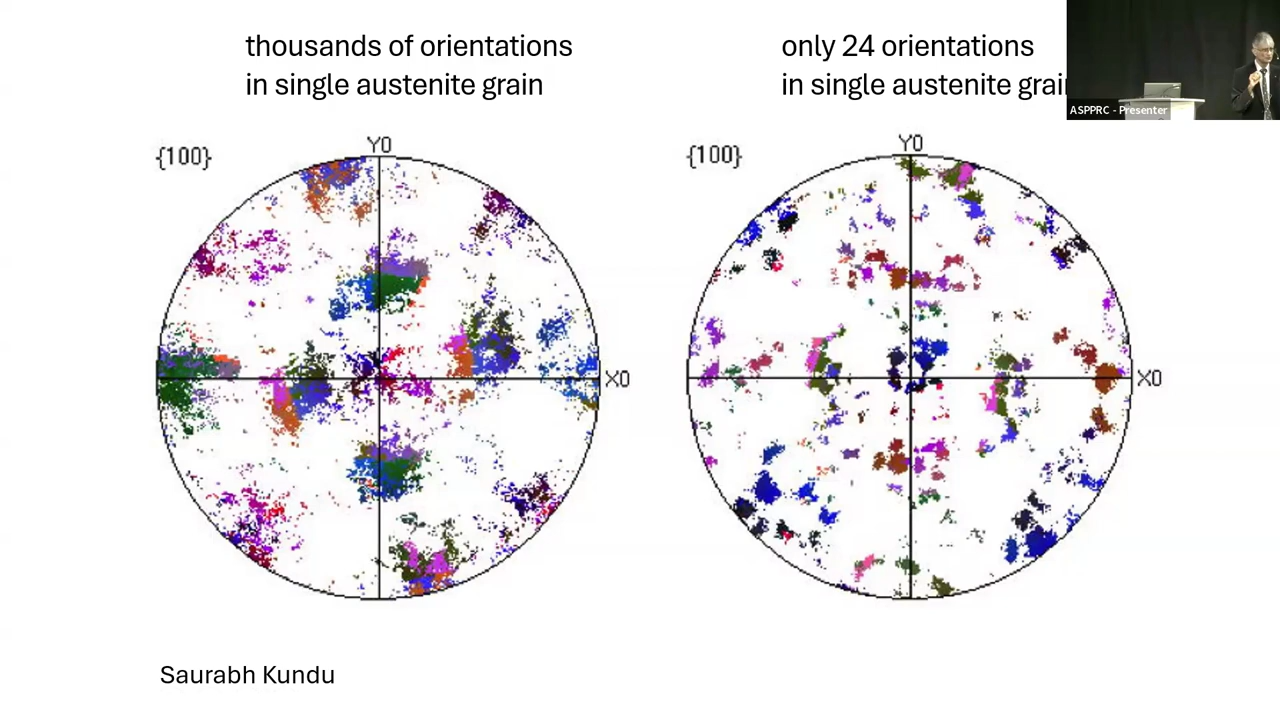 thousands of orientations
in single austenite grain
only 24 orientations
in single austenite grai
ASPPRC - Presenter
{100}
Y0
X0
{100}
Y0
X0
Saurabh Kundu